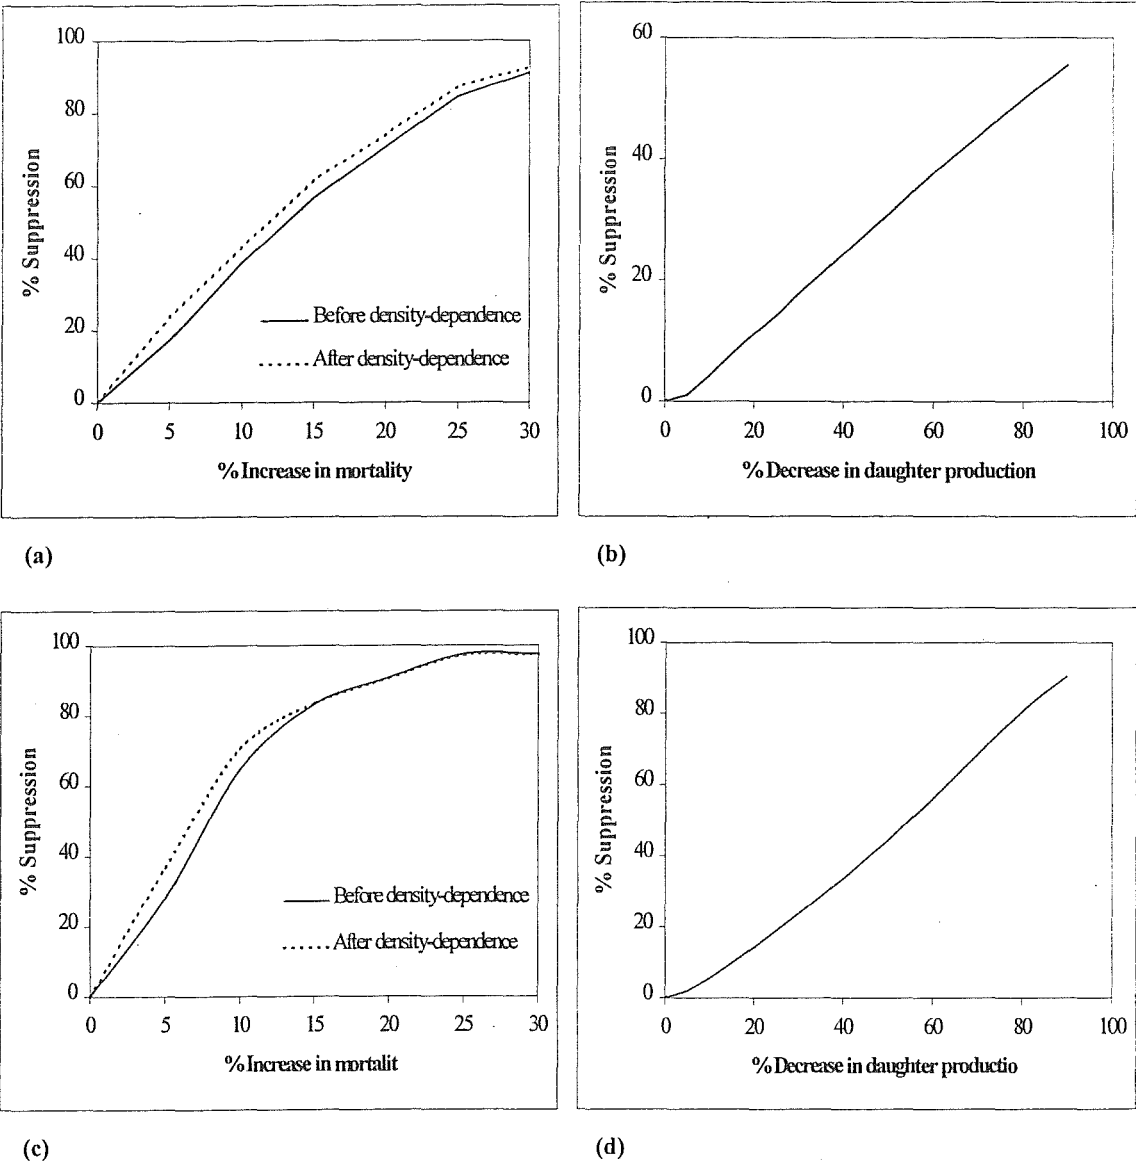 100
80
60
40
20
0
% Suppression
Before density-dependence
After density-dependence
0 5 10 15 20 25 30
% Increase in mortality
(a)
60
40
20
0
% Suppression
0 20 40 60 80 100
% Decrease in daughter production
(b)
100
80
60
40
20
0
% Suppression
Before density-dependence
After density-dependence
0 5 10 15 20 25 30
% Increase in mortalit
(c)
100
80
60
40
20
0
% Suppression
0 20 40 60 80 100
% Decrease in daughter productio
(d)